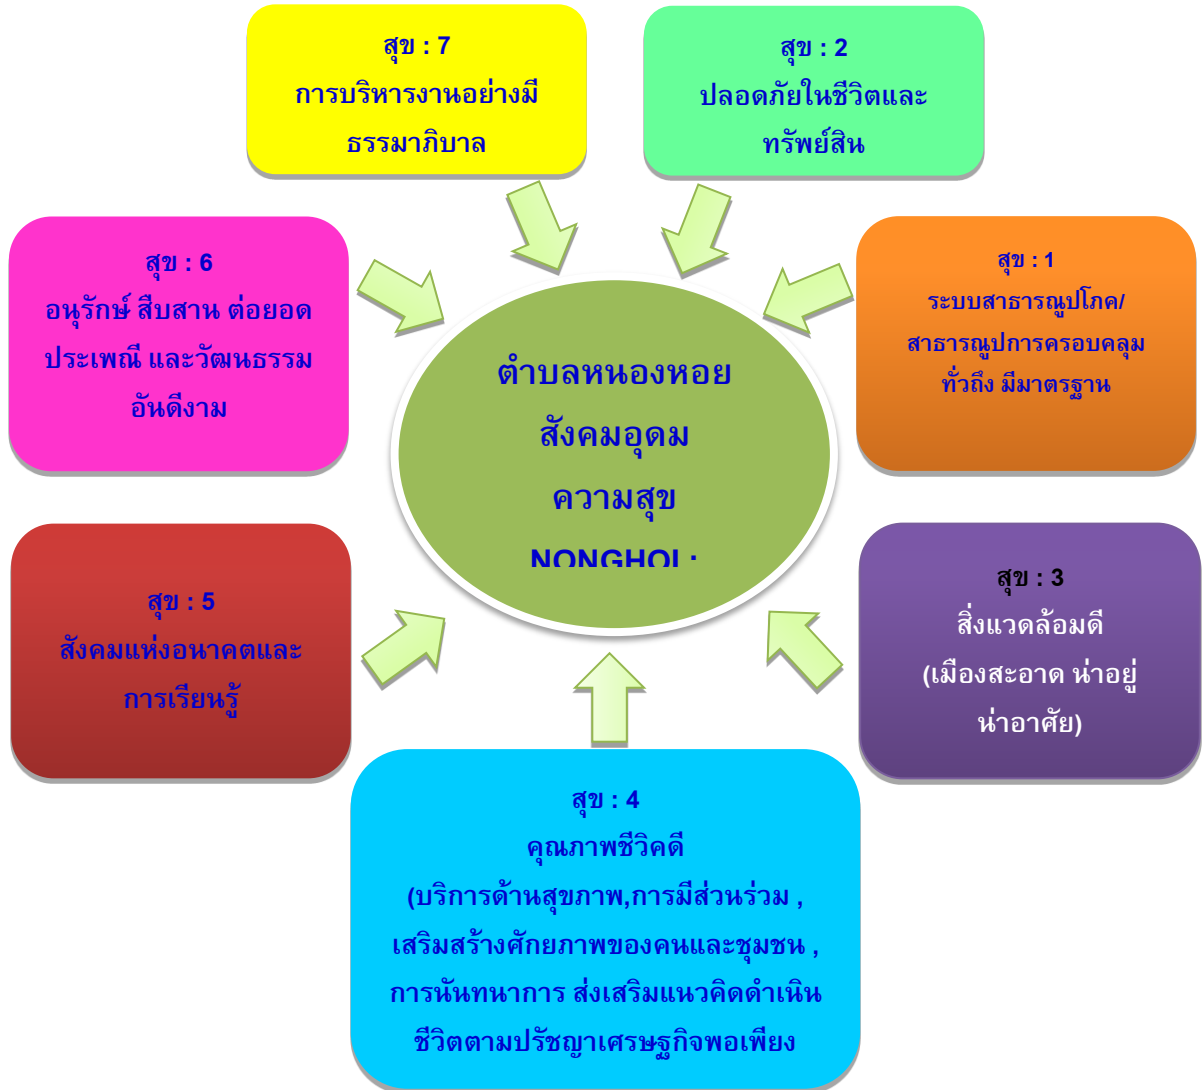 สุข : 7
การบริหารงานอย่างมี
ธรรมาภิบาล
สุข : 2
ปลอดภัยในชีวิตและ
ทรัพย์สิน
สุข : 6
อนุรักษ์ สืบสาน ต่อยอด
ประเพณี และวัฒนธรรม
อันดีงาม
สุข : 1
ระบบสาธารณูปโภค/
สาธารณูปการครอบคลุม
ทั่วถึง มีมาตรฐาน
ตำบลหนองหอย
สังคมอุดม
ความสุข
NONGHOI :
สุข : 5
สังคมแห่งอนาคตและ
การเรียนรู้
สุข : 3
สิ่งแวดล้อมดี
(เมืองสะอาด น่าอยู่
น่าอาศัย)
สุข : 4
คุณภาพชีวิคดี
(บริการด้านสุขภาพ,การมีส่วนร่วม ,
เสริมสร้างศักยภาพของคนและชุมชน ,
การนันทนาการ ส่งเสริมแนวคิดดำเนิน
ชีวิตตามปรัชญาเศรษฐกิจพอเพียง